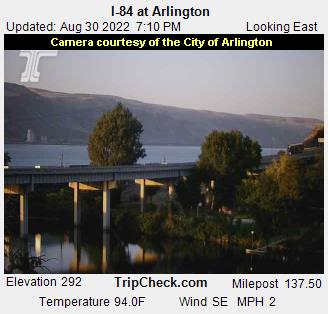 I-84 at Arlington
Updated: Aug 30 2022 7:10 PM Looking East
Camera courtesy of the City of Arlington
Elevation 292 TripCheck.com Milepost 137.50
Temperature 94.0F Wind SE MPH 2